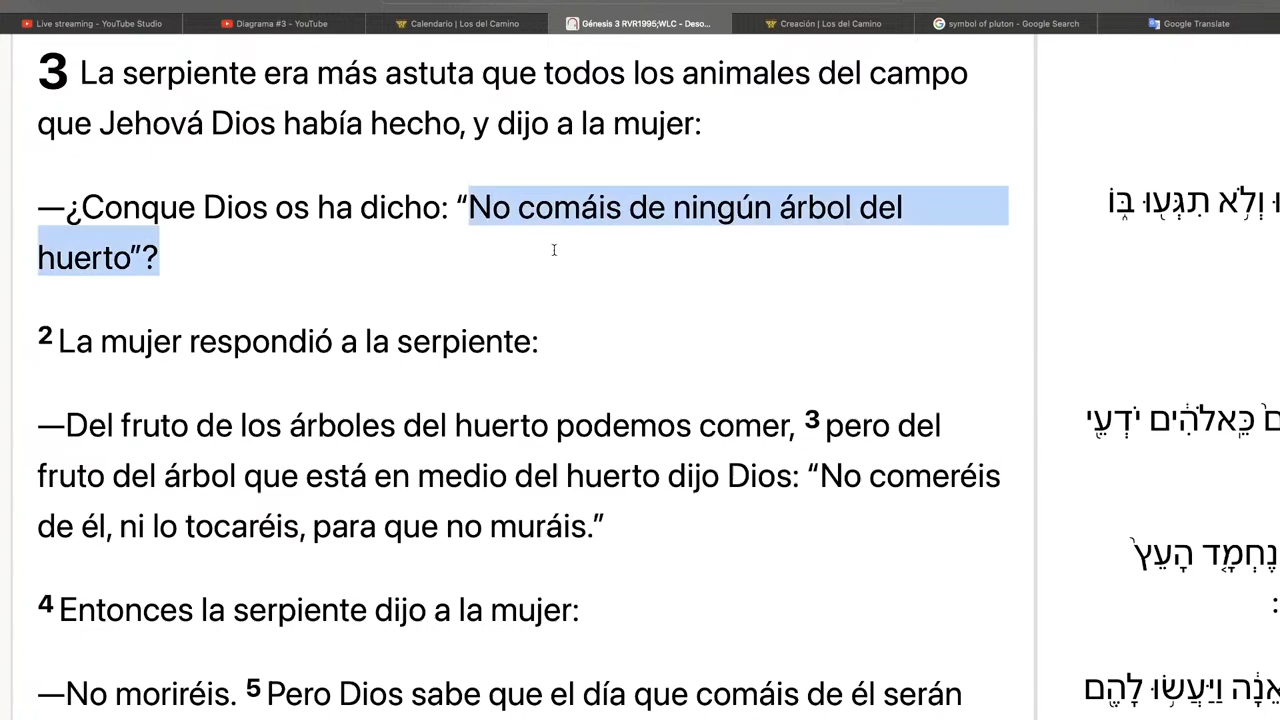 Live streaming - YouTube Studio
Diagrama #3 - YouTube
Calendario | Los del Camino
Génesis 3 RVR1995;WLC - Deso...
Creación | Los del Camino
symbol of pluton - Google Search
Google Translate
3 La serpiente era más astuta que todos los animales del campo
que Jehová Dios había hecho, y dijo a la mujer:
—¿Conque Dios os ha dicho: “No comáis de ningún árbol del
huerto”?
2 La mujer respondió a la serpiente:
—Del fruto de los árboles del huerto podemos comer, 3 pero del
fruto del árbol que está en medio del huerto dijo Dios: “No comeréis
de él, ni lo tocaréis, para que no muráis.”
4 Entonces la serpiente dijo a la mujer:
—No moriréis. 5 Pero Dios sabe que el día que comáis de él serán
וְלֹ֥א תִגְּע֖וּ בּ֑וֹ
כֵּֽאלֹהִ֔ים יֹדְעֵ֖י
נֶחְמָ֤ד הָעֵץ֙
וַיַּעֲשׂ֥וּ לָהֶ֖ם